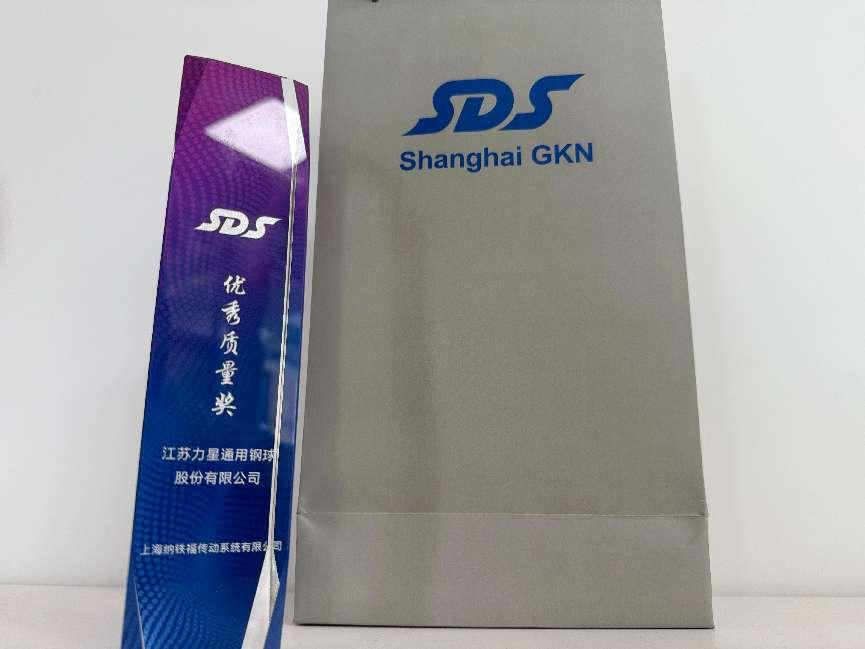 SDS
优秀质量奖
江苏力星通用钢球
股份有限公司
上海纳铁福传动系统有限公司
SDS
Shanghai GKN